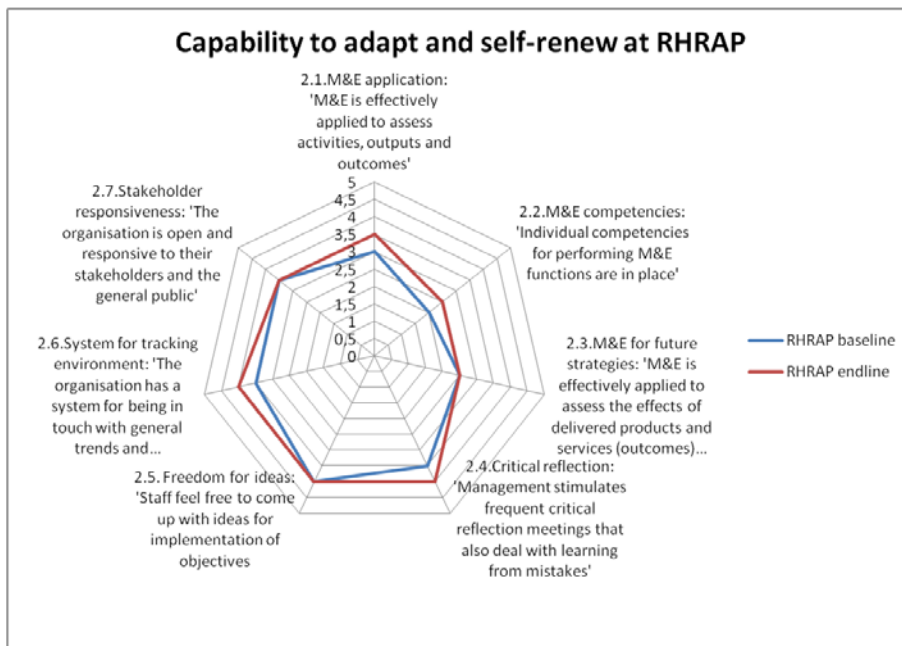 Capability to adapt and self-renew at RHRAP
2.1.M&E application:
'M&E is effectively
applied to assess
activities, outputs and
outcomes'
2.2.M&E competencies:
'Individual competencies
for performing M&E
functions are in place'
2.3.M&E for future
strategies: 'M&E is
effectively applied to
assess the effects of
delivered products and
services (outcomes)...
2.4.Critical reflection:
'Management stimulates
frequent critical
reflection meetings that
also deal with learning
from mistakes'
2.5. Freedom for ideas:
'Staff feel free to come
up with ideas for
implementation of
objectives
2.6.System for tracking
environment: 'The
organisation has a
system for being in
touch with general
trends and...
2.7.Stakeholder
responsiveness: 'The
organisation is open and
responsive to their
stakeholders and the
general public'
5
4,5
4
3,5
3
2,5
2
1,5
1
0,5
0
RHRAP baseline
RHRAP endline